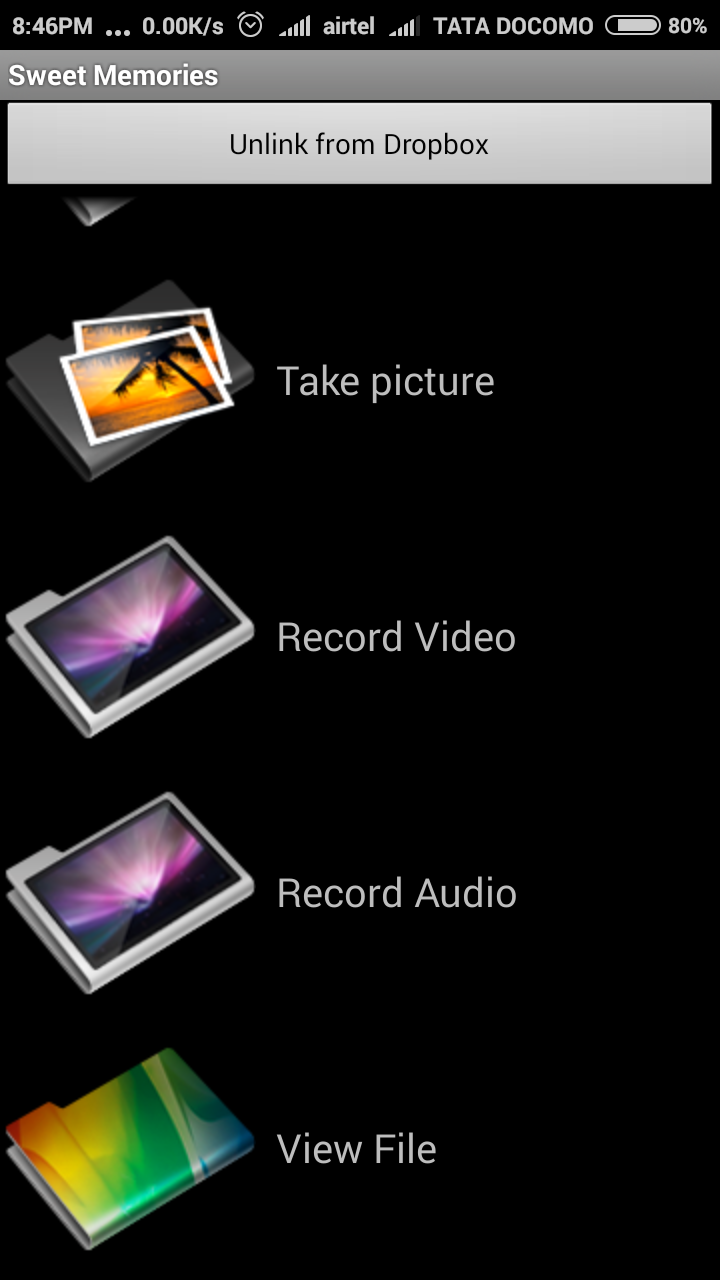 8:46PM ... 0.00K/s airtel TATA DOCOMO 80%
Sweet Memories
Unlink from Dropbox
Take picture
Record Video
Record Audio
View File